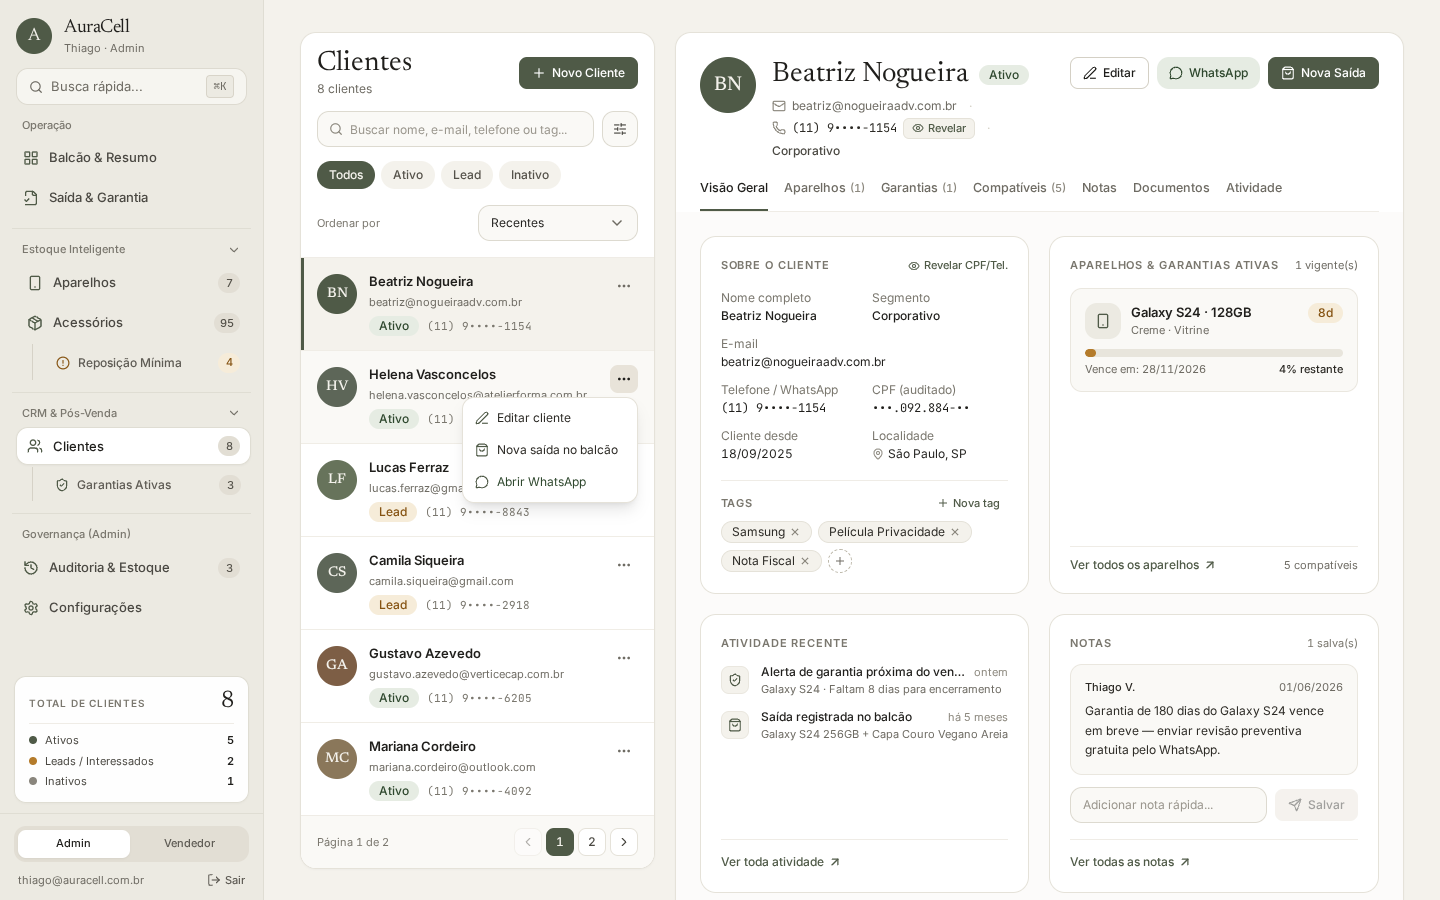 A
AuraCell
Thiago · Admin
Busca rápida...
⌘K
Operação
Balcão & Resumo
Saída & Garantia
Estoque Inteligente
Aparelhos
7
Acessórios
95
Reposição Mínima
4
CRM & Pós-Venda
Clientes
8
Garantias Ativas
3
Governança (Admin)
Auditoria & Estoque
3
Configurações
TOTAL DE CLIENTES
8
Ativos
5
Leads / Interessados
2
Inativos
1
Admin
Vendedor
thiago@auracell.com.br
Sair
Clientes
8 clientes
Novo Cliente
Buscar nome, e-mail, telefone ou tag...
Todos
Ativo
Lead
Inativo
Ordenar por
Recentes
BN
Beatriz Nogueira
beatriz@nogueiraadv.com.br
Ativo
(11) 9••••-1154
HV
Helena Vasconcelos
helena.vasconcelos@atelierforma.com.br
Ativo
(11)
Editar cliente
Nova saída no balcão
Abrir WhatsApp
LF
Lucas Ferraz
lucas.ferraz@gma
Lead
(11) 9••••-8843
CS
Camila Siqueira
camila.siqueira@gmail.com
Lead
(11) 9••••-2918
GA
Gustavo Azevedo
gustavo.azevedo@verticecap.com.br
Ativo
(11) 9••••-6205
MC
Mariana Cordeiro
mariana.cordeiro@outlook.com
Ativo
(11) 9••••-4092
Página 1 de 2
1
2
BN
Beatriz Nogueira
Ativo
beatriz@nogueiraadv.com.br ·
(11) 9••••-1154
Revelar
·
Corporativo
Editar
WhatsApp
Nova Saída
Visão Geral
Aparelhos (1)
Garantias (1)
Compatíveis (5)
Notas
Documentos
Atividade
SOBRE O CLIENTE
Revelar CPF/Tel.
Nome completo
Beatriz Nogueira
Segmento
Corporativo
E-mail
beatriz@nogueiraadv.com.br
Telefone / WhatsApp
(11) 9••••-1154
CPF (auditado)
•••.092.884-••
Cliente desde
18/09/2025
Localidade
São Paulo, SP
TAGS
Nova tag
Samsung
Película Privacidade
Nota Fiscal
APARELHOS & GARANTIAS ATIVAS
1 vigente(s)
Galaxy S24 · 128GB
Creme · Vitrine
8d
Vence em: 28/11/2026
4% restante
Ver todos os aparelhos
5 compatíveis
ATIVIDADE RECENTE
Alerta de garantia próxima do ven...
ontem
Galaxy S24 · Faltam 8 dias para encerramento
Saída registrada no balcão
há 5 meses
Galaxy S24 256GB + Capa Couro Vegano Areia
Ver toda atividade
NOTAS
1 salva(s)
Thiago V.
01/06/2026
Garantia de 180 dias do Galaxy S24 vence
em breve — enviar revisão preventiva
gratuita pelo WhatsApp.
Adicionar nota rápida...
Salvar
Ver todas as notas